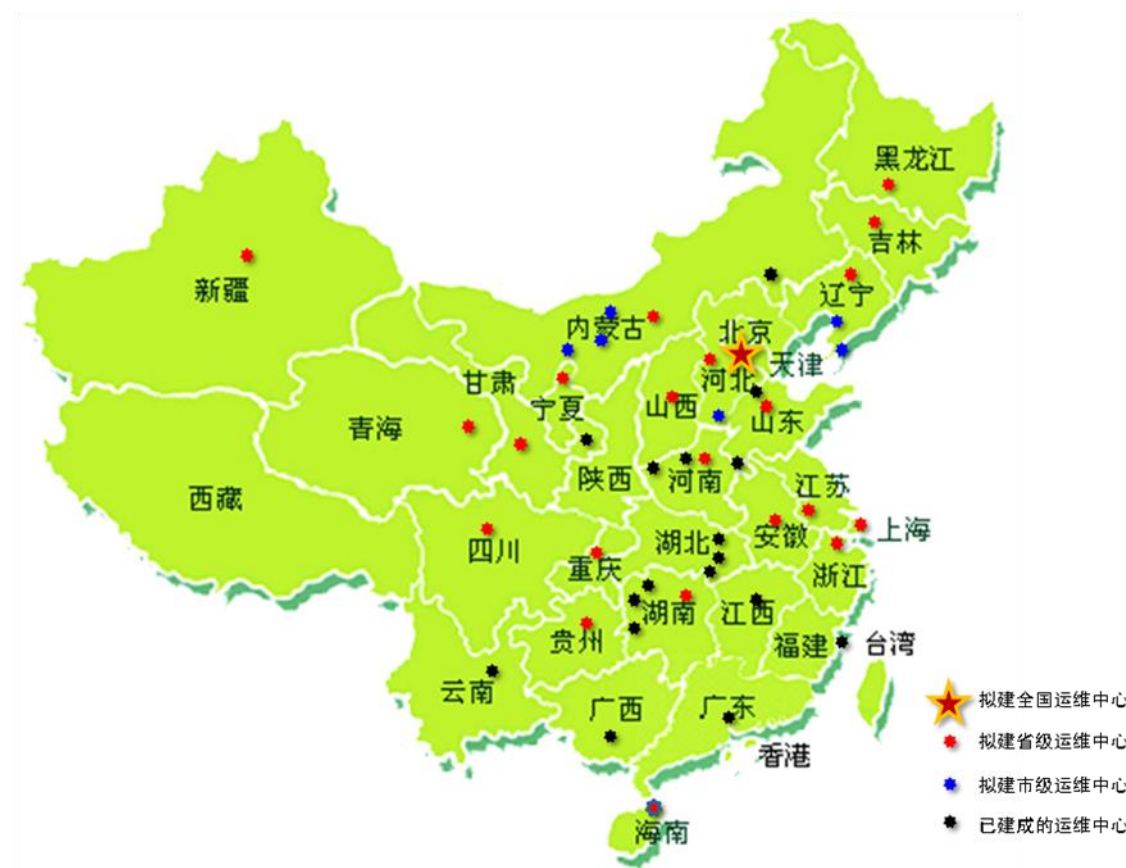 黑龙江
吉林
辽宁
新疆
内蒙古
北京
天津
甘肃
宁夏
河北
山西
山东
青海
西藏
陕西
河南
江苏
上海
安徽
湖北
四川
重庆
浙江
湖南
江西
贵州
福建
台湾
云南
广西
广东
香港
海南
拟建全国运维中心
拟建省级运维中心
拟建市级运维中心
已建成的运维中心